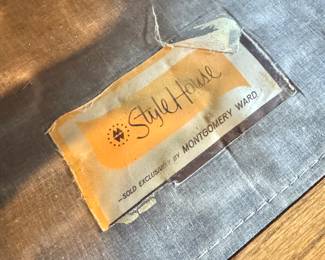 Style House
—SOLD EXCLUSIVELY BY MONTGOMERY WARD